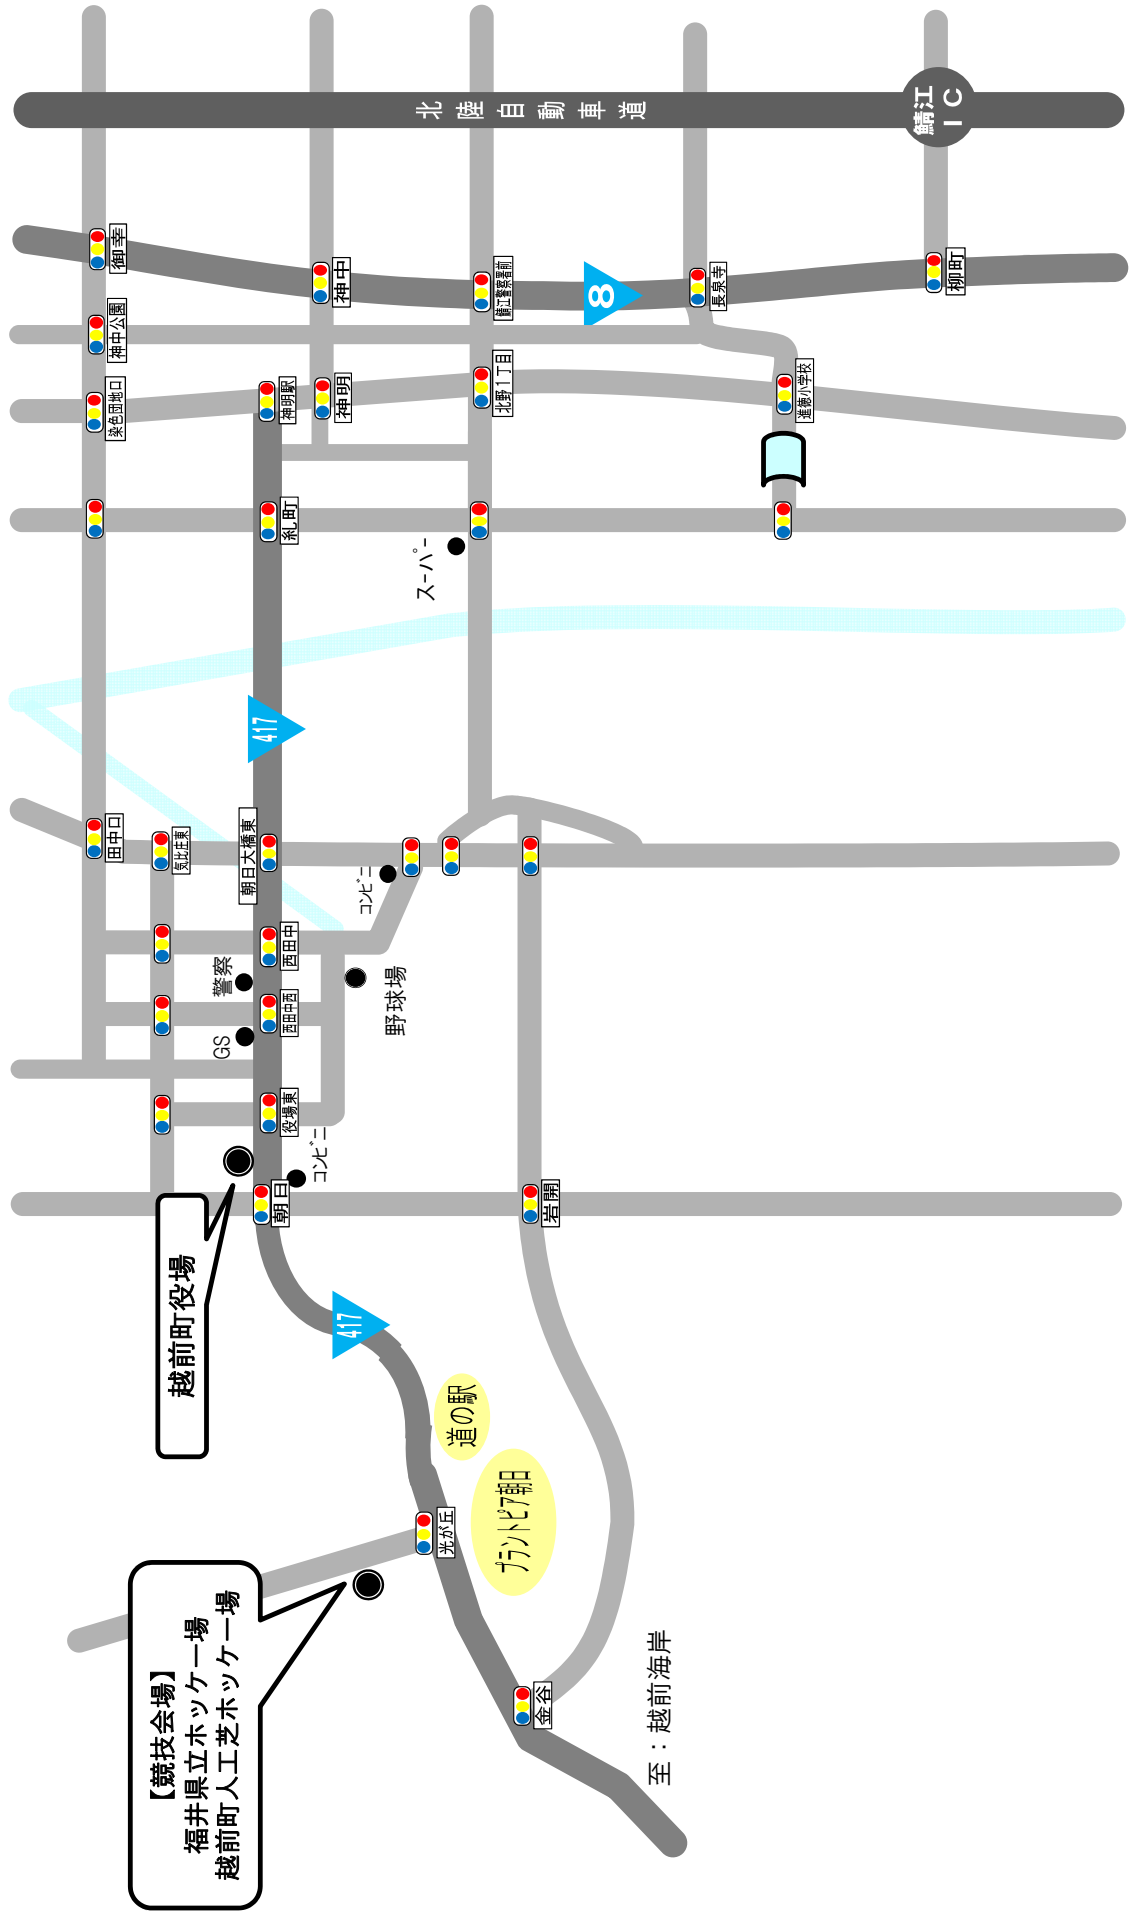 【競技会場】
福井県立ホッケー場
越前町人工芝ホッケー場
越前町役場
北陸自動車道
鯖江
IC
御幸
神中公園
染色団地口
田中口
気比庄東
神明駅
神中
神明
糺町
417
朝日大橋東
西田中
西田中西
役場東
朝日
警察
GS
コンビニ
コンビニ
野球場
スーパー
鯖江警察署前
北野1丁目
8
長泉寺
進徳小学校
柳町
岩開
417
道の駅
プラントピア朝日
光が丘
金谷
至：越前海岸